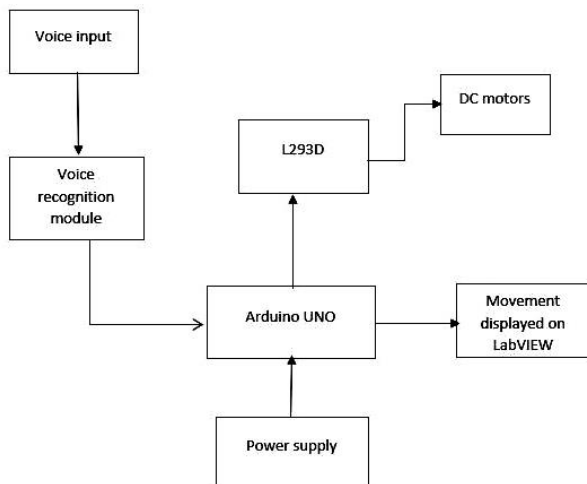 Voice input
DC motors
L293D
Voice
recognition
module
Arduino UNO
Movement
displayed on
LabVIEW
Power supply